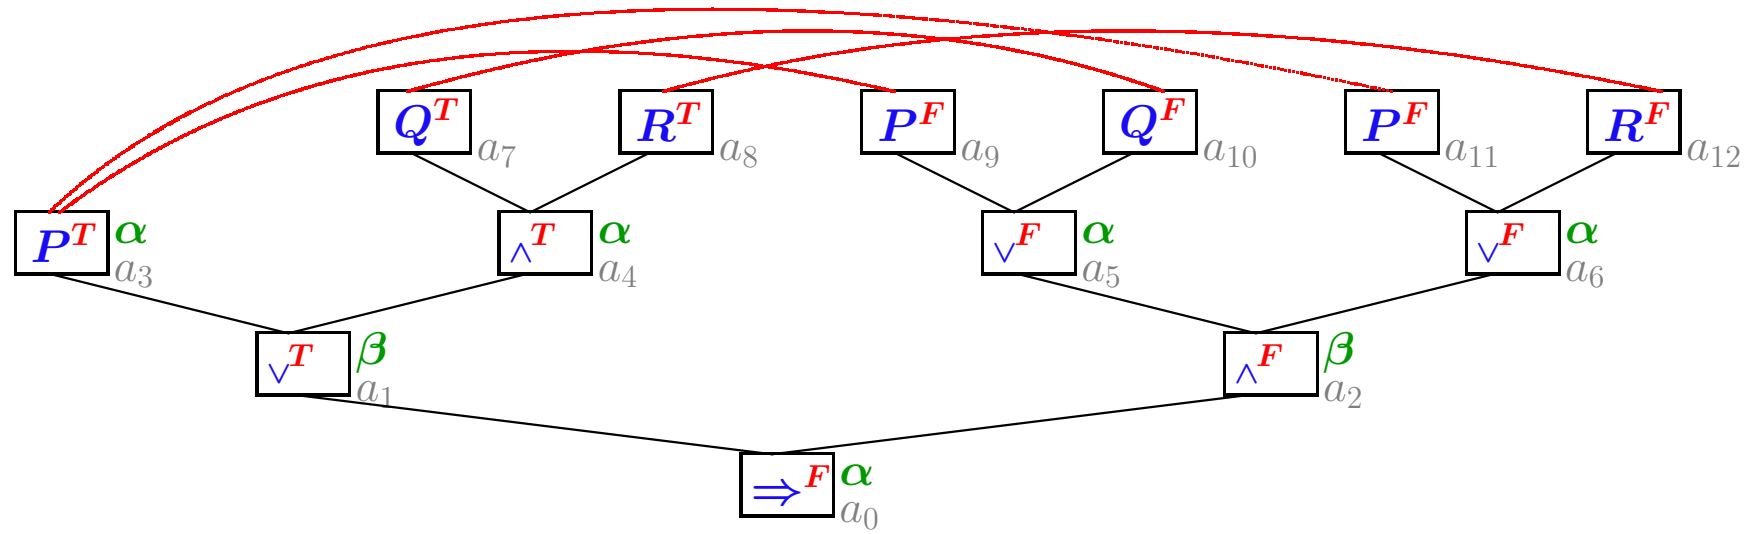 Q^T a_7 R^T a_8 P^F a_9 Q^F a_10 P^F a_11 R^F a_12
P^T α a_3 ∧^T α a_4 ∨^F α a_5 ∨^F α a_6
∨^T β a_1 ∧^F β a_2
⇒^F α a_0